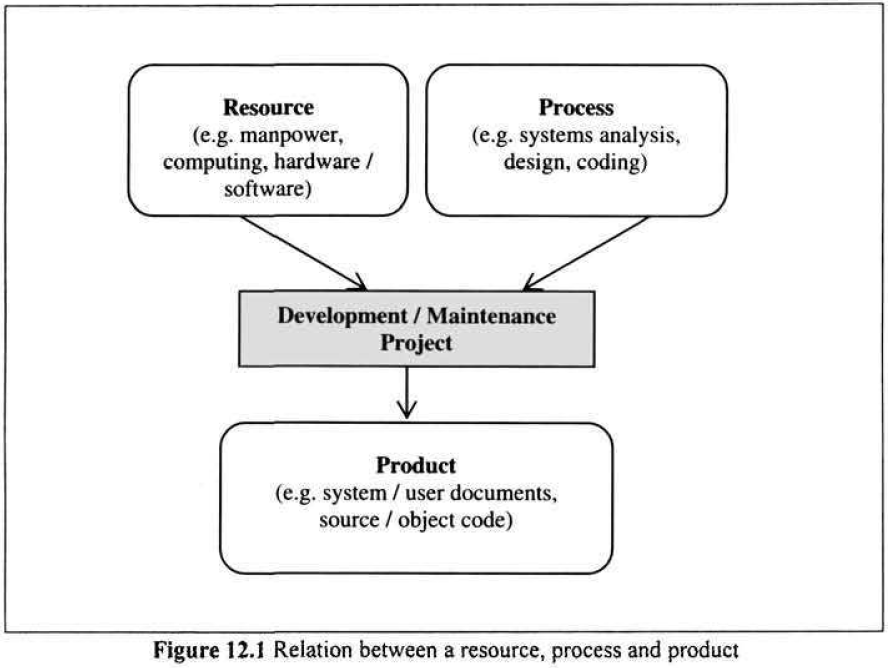 Resource
(e.g. manpower,
computing, hardware /
software)
Process
(e.g. systems analysis,
design, coding)
Development / Maintenance
Project
Product
(e.g. system / user documents,
source / object code)
Figure 12.1 Relation between a resource, process and product